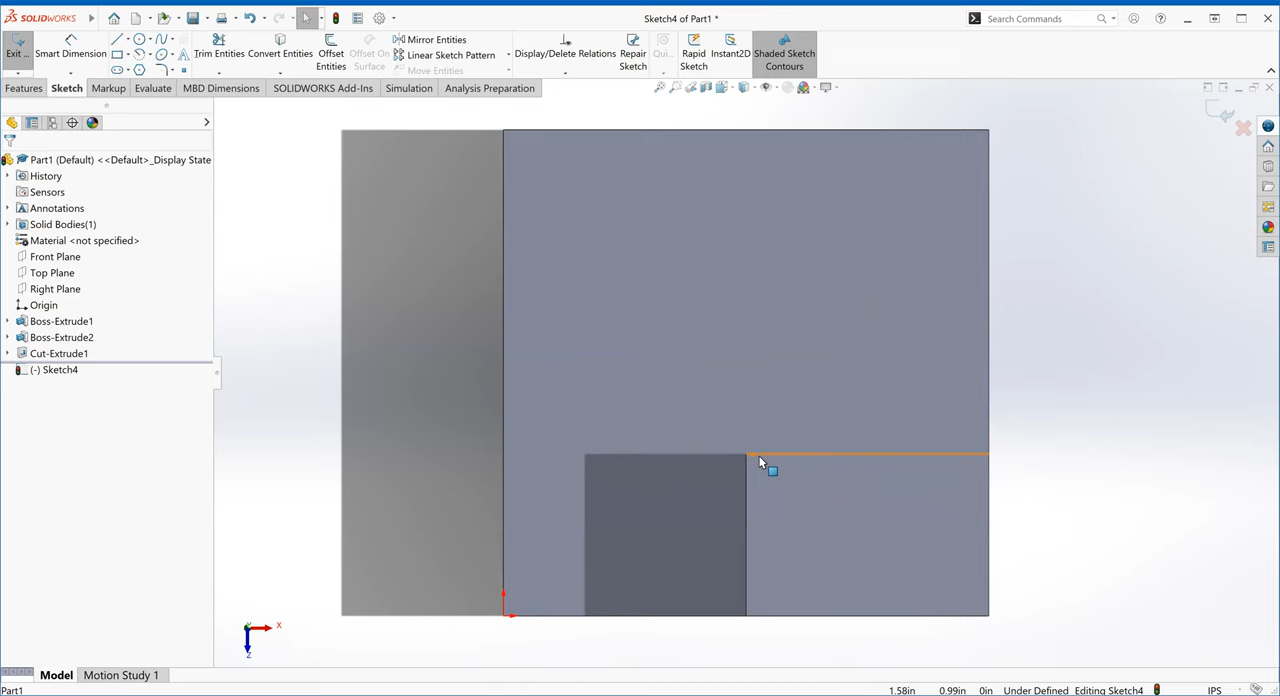 SOLIDWORKS
Sketch4 of Part1 *
Search Commands
Exit ...
Smart Dimension
Trim Entities
Convert Entities
Offset
Entities
Offset On
Surface
Mirror Entities
Linear Sketch Pattern
Move Entities
Display/Delete Relations
Repair
Sketch
Qui...
Rapid
Sketch
Instant2D
Shaded Sketch
Contours
Features
Sketch
Markup
Evaluate
MBD Dimensions
SOLIDWORKS Add-Ins
Simulation
Analysis Preparation
Part1 (Default) <<Default>_Display State
History
Sensors
Annotations
Solid Bodies(1)
Material <not specified>
Front Plane
Top Plane
Right Plane
Origin
Boss-Extrude1
Boss-Extrude2
Cut-Extrude1
(-) Sketch4
Y
X
Z
Model
Motion Study 1
Part1
1.58in
0.99in
0in
Under Defined
Editing Sketch4
IPS